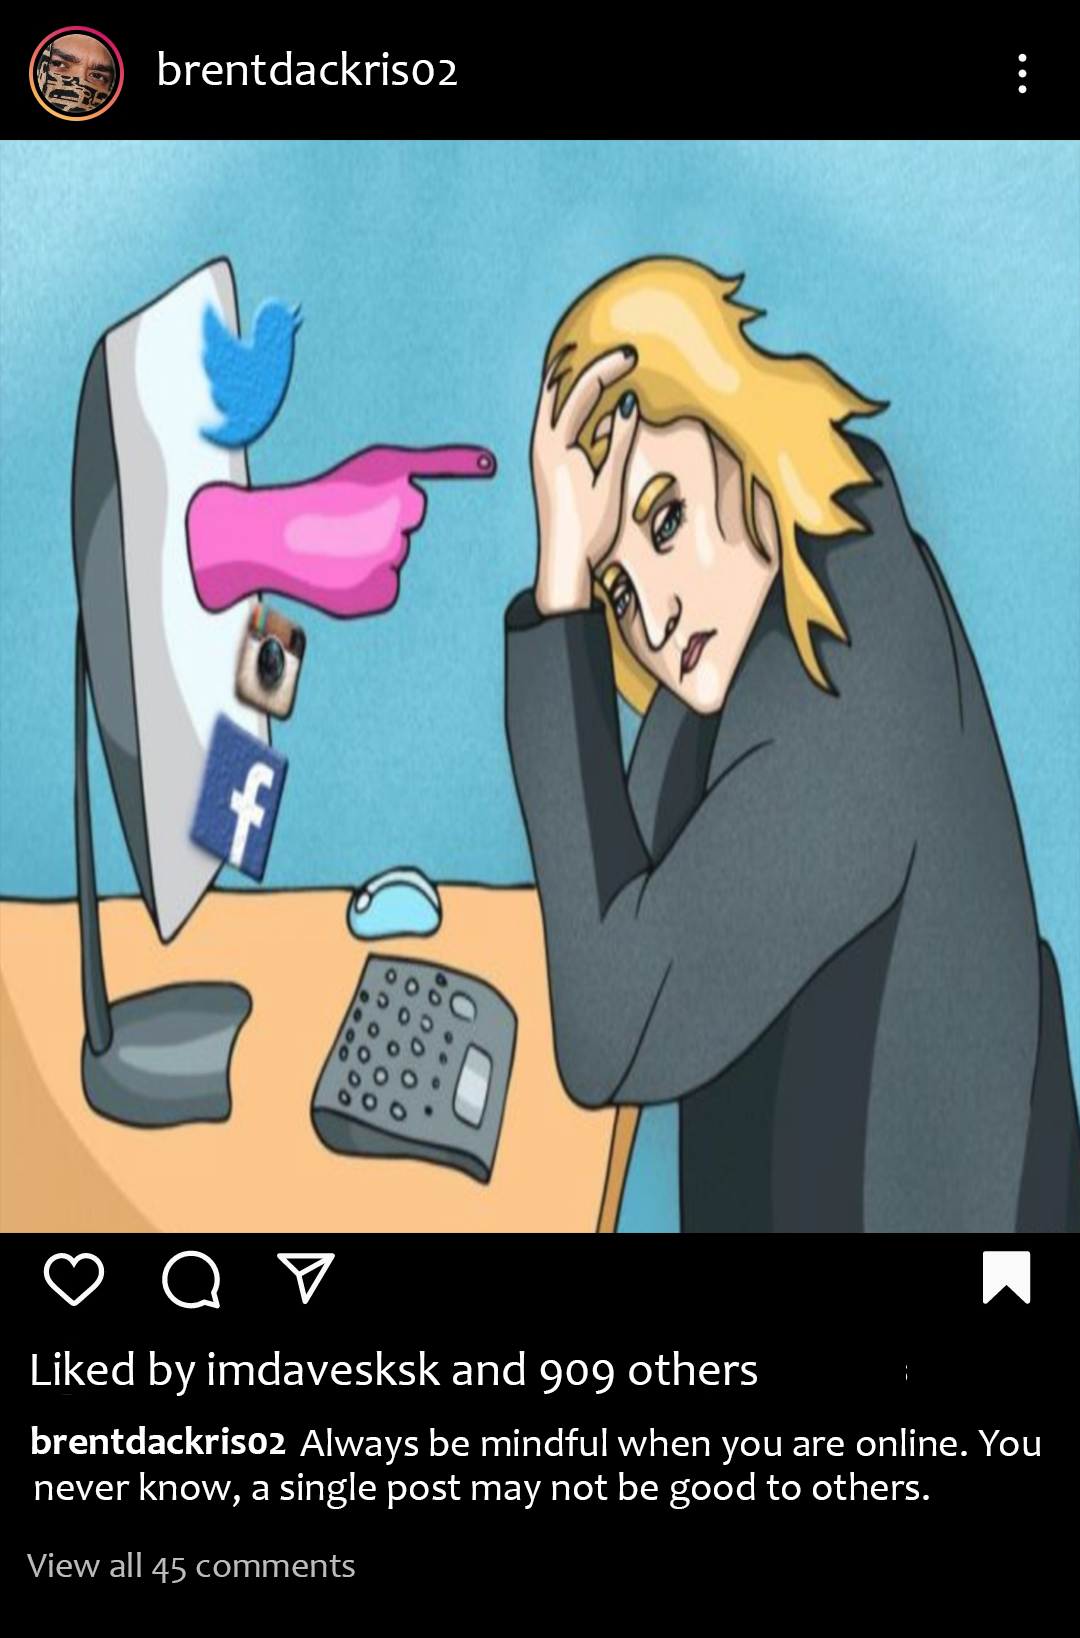 brentdackris02
f
Liked by imdavesksk and 909 others
brentdackris02 Always be mindful when you are online. You
never know, a single post may not be good to others.
View all 45 comments